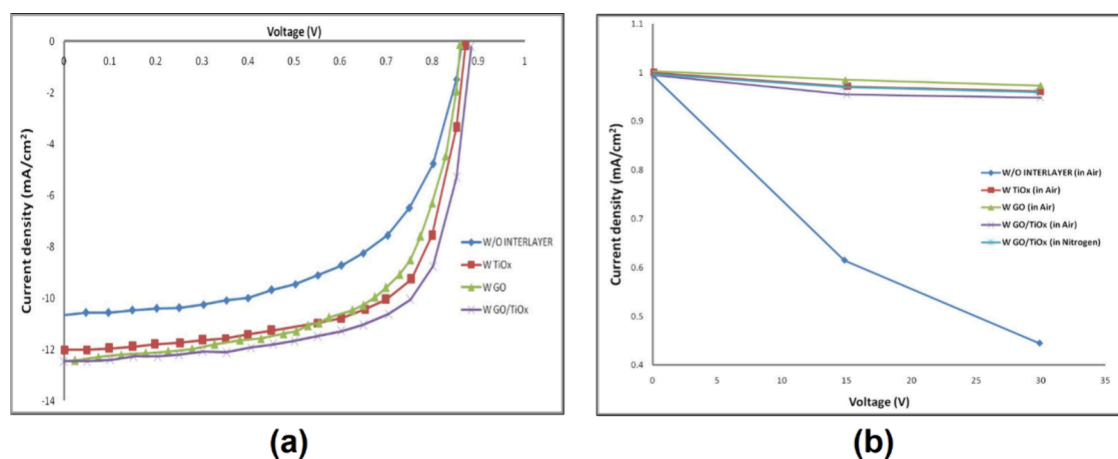 Voltage (V)
0 0.1 0.2 0.3 0.4 0.5 0.6 0.7 0.8 0.9 1
0
-2
-4
-6
-8
-10
-12
-14
Current density (mA/cm²)
W/O INTERLAYER
W TiOx
W GO
W GO/TiOx
(a)
1.1
1
0.9
0.8
0.7
0.6
0.5
0.4
Current density (mA/cm²)
W/O INTERLAYER (in Air)
W TiOx (in Air)
W GO (in Air)
W GO/TiOx (in Air)
W GO/TiOx (in Nitrogen)
0 5 10 15 20 25 30 35
Voltage (V)
(b)